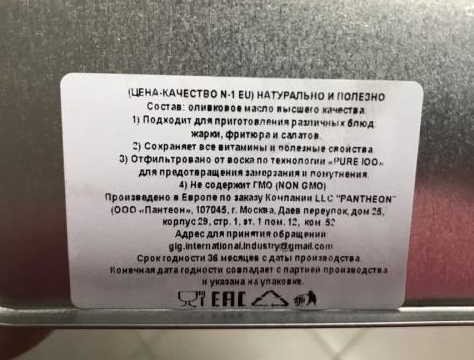 (ЦЕНА-КАЧЕСТВО N-1 EU) НАТУРАЛЬНО И ПОЛЕЗНО
Состав: оливковое масло высшего качества.
1) Подходит для приготовления различных блюд:
жарки, фритюра и салатов.
2) Сохраняет все витамины и полезные свойства.
3) Отфильтровано от воска по технологии «PURE IOO»
для предотвращения замерзания и помутнения.
4) Не содержит ГМО (NON GMO)
Произведено в Европе по заказу Компании LLC "PANTHEON"
(ООО «Пантеон», 107045, г. Москва, Даев переулок, дом 25,
корпус 29, стр. 1, эт. 1 пом. 12, ком. 52
Адрес для принятия обращений:
gig.international.industry@gmail.com
Срок годности 36 месяцев с даты производства.
Конечная дата годности совпадает с партией производства
и указана на упаковке.
EAC